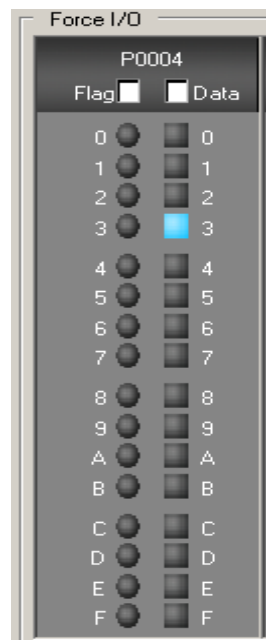 Force I/O
P0004
Flag Data
0 0
1 1
2 2
3 3
4 4
5 5
6 6
7 7
8 8
9 9
A A
B B
C C
D D
E E
F F